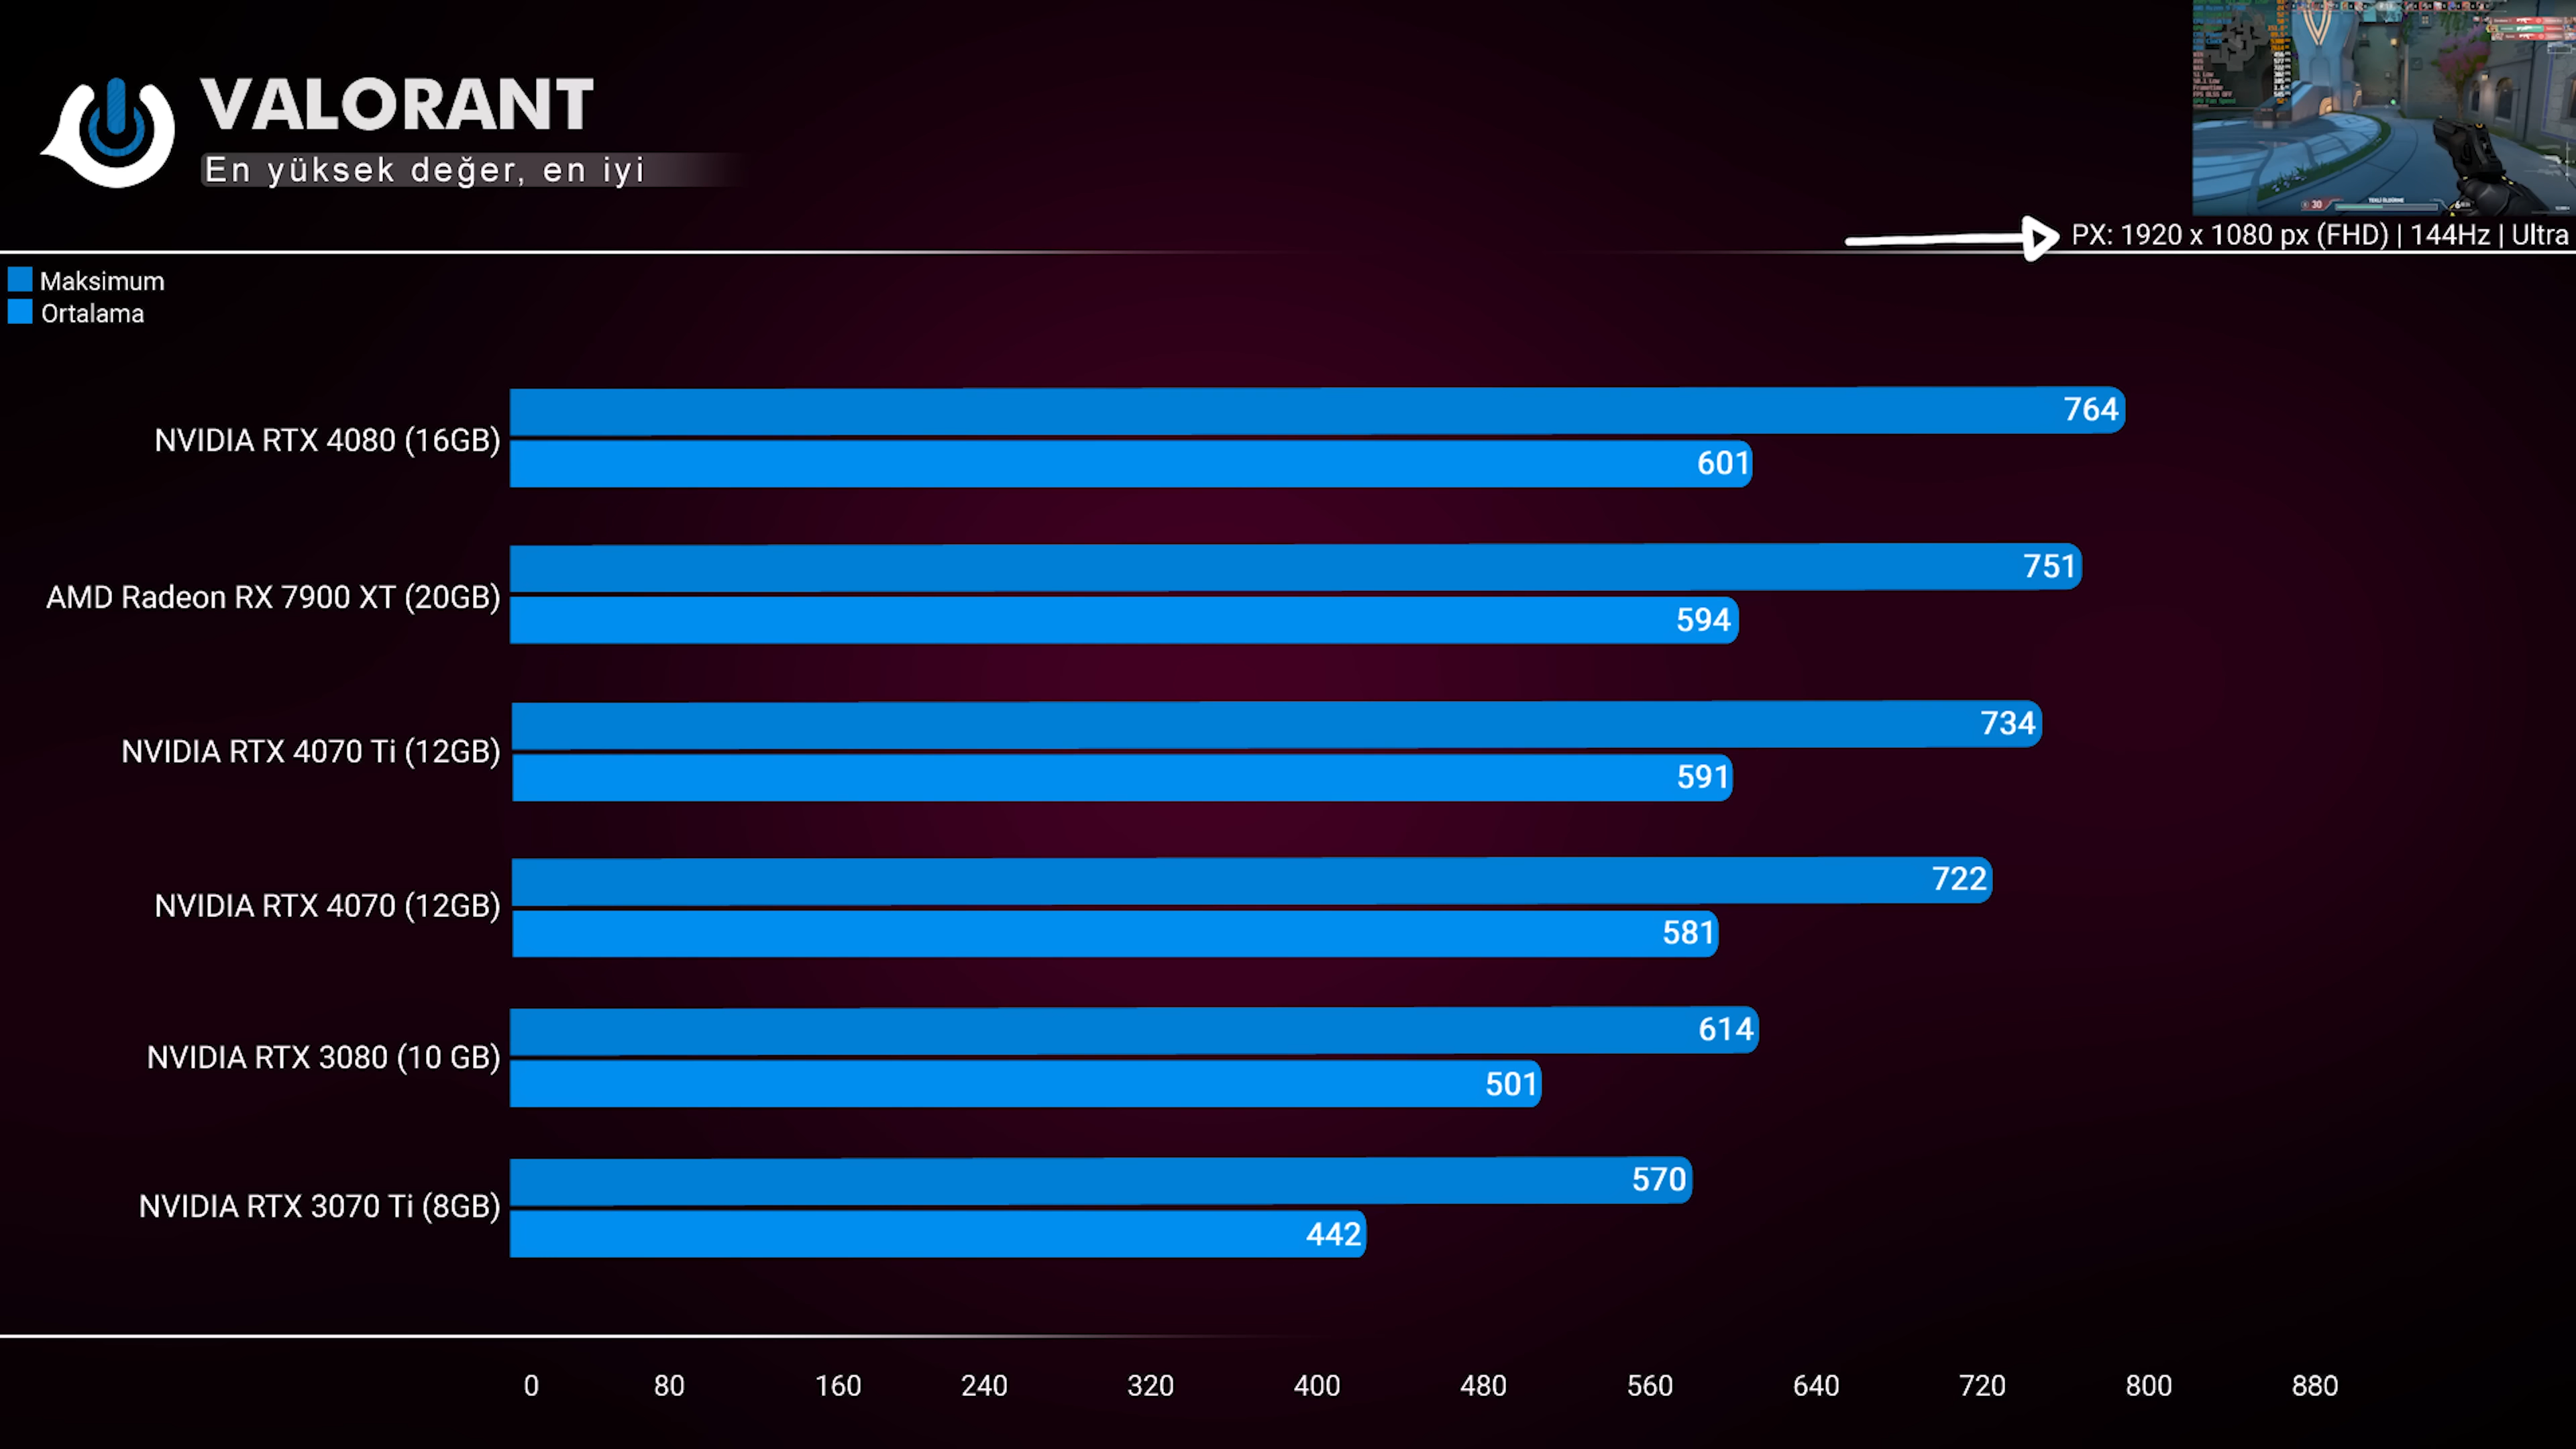 VALORANT
En yüksek değer, en iyi
PX: 1920 x 1080 px (FHD) | 144Hz | Ultra
Maksimum
Ortalama
NVIDIA RTX 4080 (16GB)
764
601
AMD Radeon RX 7900 XT (20GB)
751
594
NVIDIA RTX 4070 Ti (12GB)
734
591
NVIDIA RTX 4070 (12GB)
722
581
NVIDIA RTX 3080 (10 GB)
614
501
NVIDIA RTX 3070 Ti (8GB)
570
442
0 80 160 240 320 400 480 560 640 720 800 880